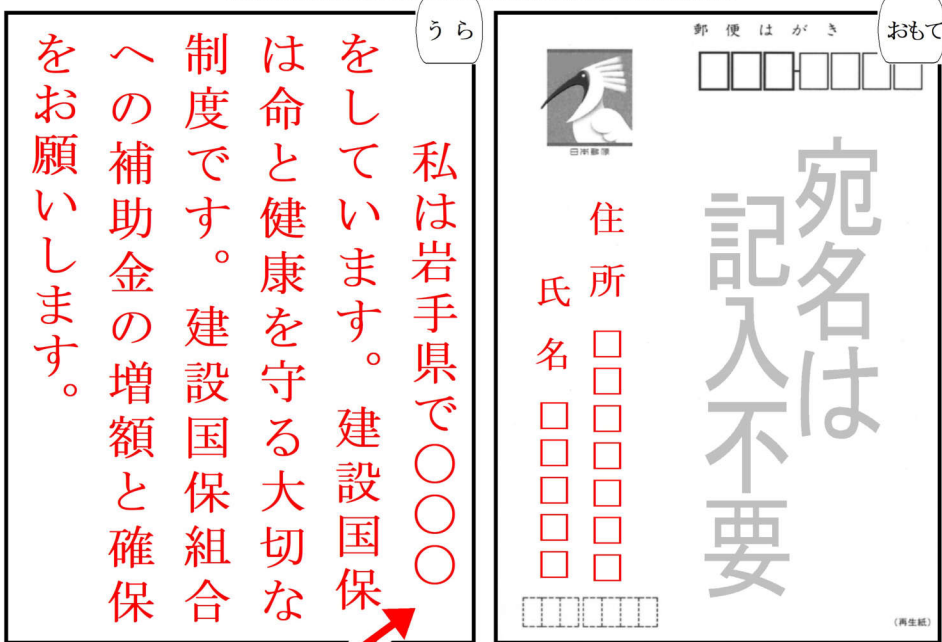 うら
私は岩手県で〇〇〇
をしています。建設国保
は命と健康を守る大切な
制度です。建設国保組合
への補助金の増額と確保
をお願いします。
おもて
郵便はがき
日本郵便
宛名は
記入不要
住所□□□□□□□
氏名□□□□□
(再生紙)